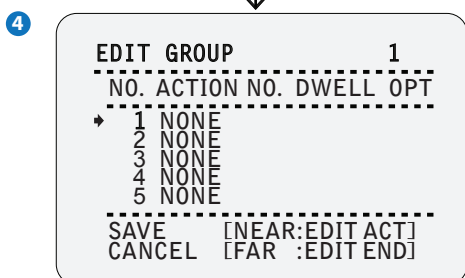 4
EDIT GROUP 1
NO. ACTION NO. DWELL OPT
1 NONE
2 NONE
3 NONE
4 NONE
5 NONE
SAVE [NEAR:EDIT ACT]
CANCEL [FAR :EDIT END]